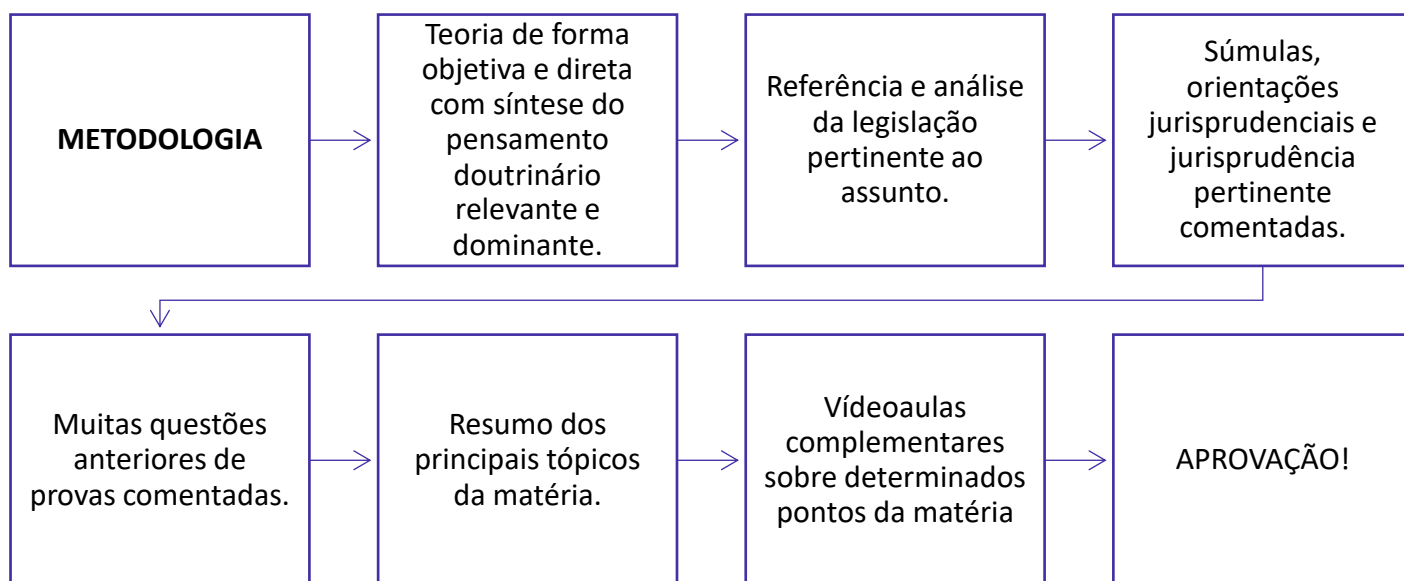 METODOLOGIA
Teoria de forma
objetiva e direta
com síntese do
pensamento
doutrinário
relevante e
dominante.
Referência e análise
da legislação
pertinente ao
assunto.
Súmulas,
orientações
jurisprudenciais e
jurisprudência
pertinente
comentadas.
Muitas questões
anteriores de
provas comentadas.
Resumo dos
principais tópicos
da matéria.
Vídeoaulas
complementares
sobre determinados
pontos da matéria
APROVAÇÃO!